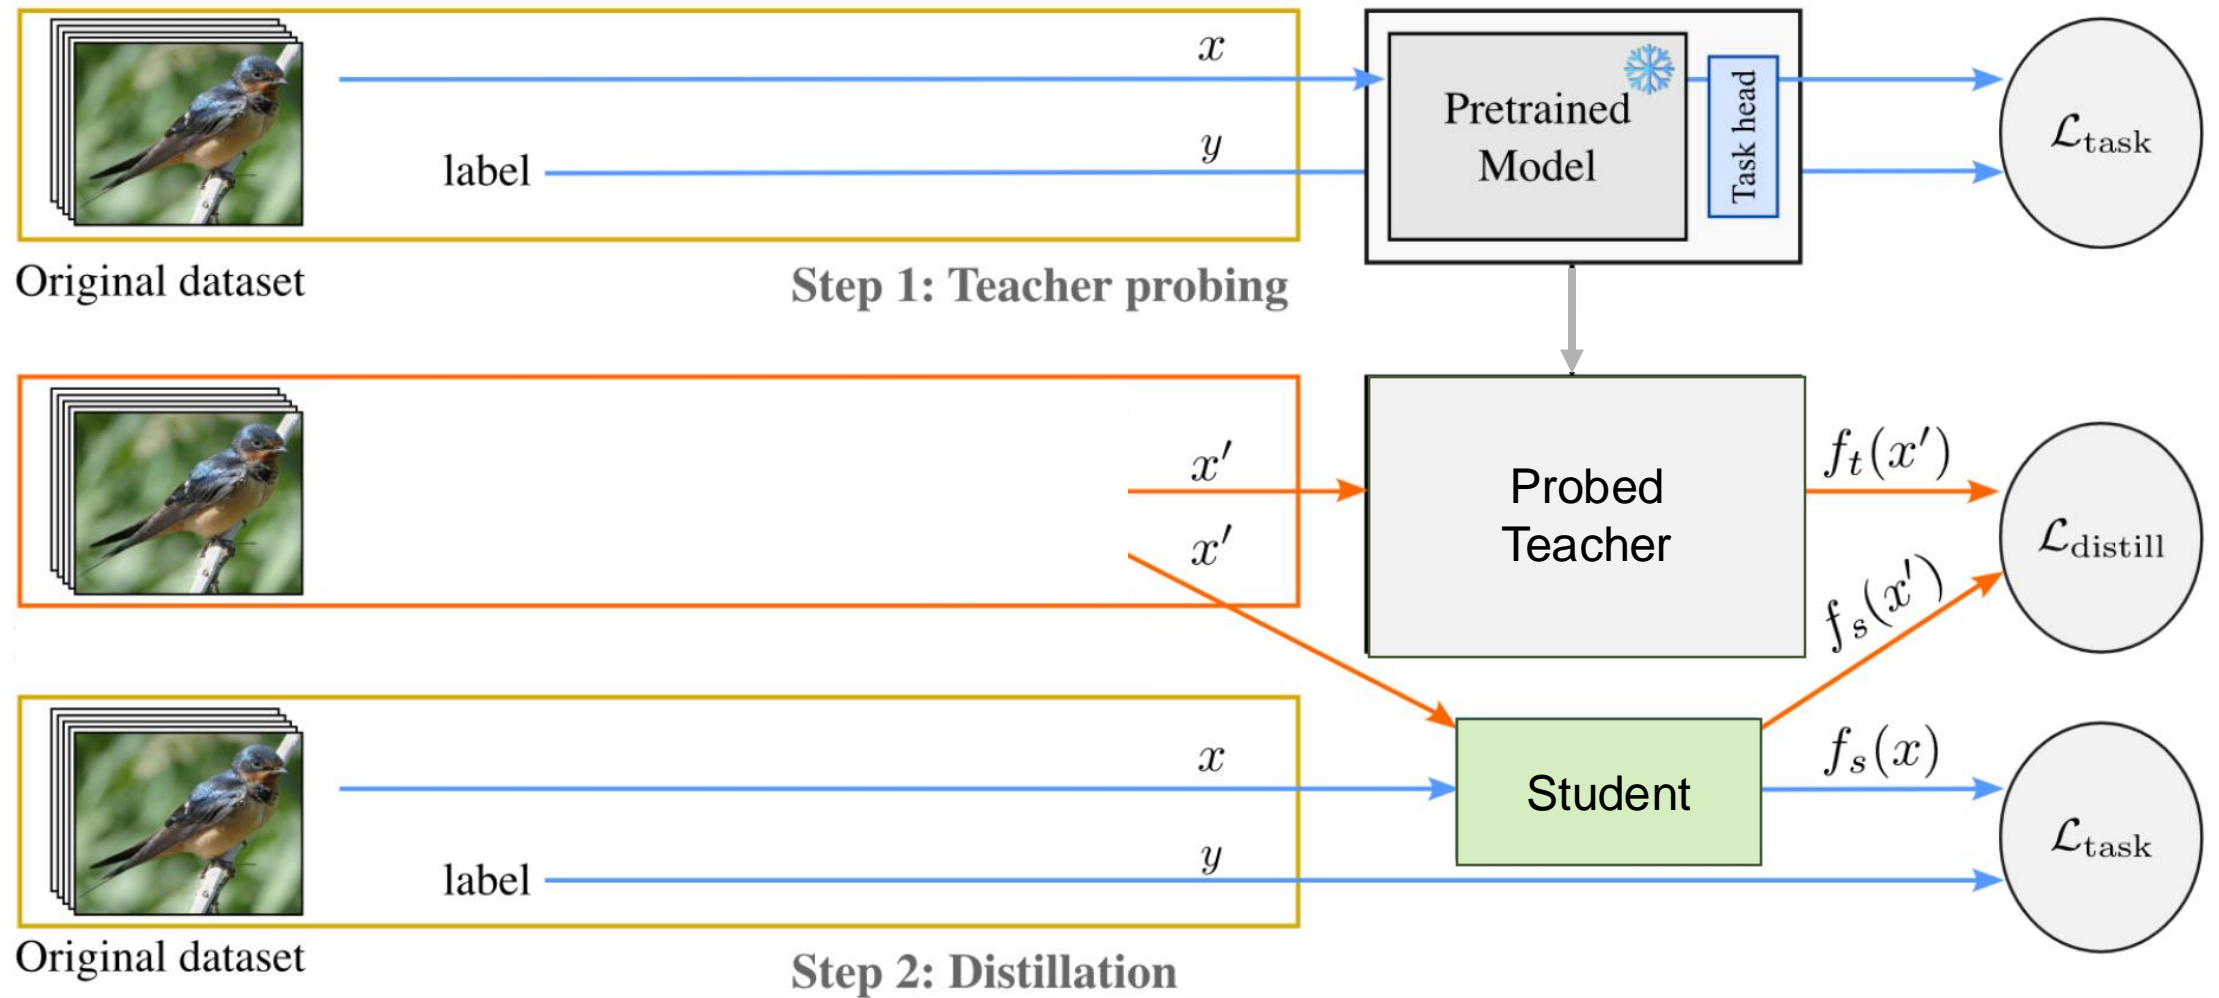 x
y
label
Pretrained
Model
Task head
ℒtask
Original dataset
Step 1: Teacher probing
x′
x′
Probed
Teacher
fₜ(x′)
fₛ(x′)
ℒdistill
x
y
label
Student
fₛ(x)
ℒtask
Original dataset
Step 2: Distillation